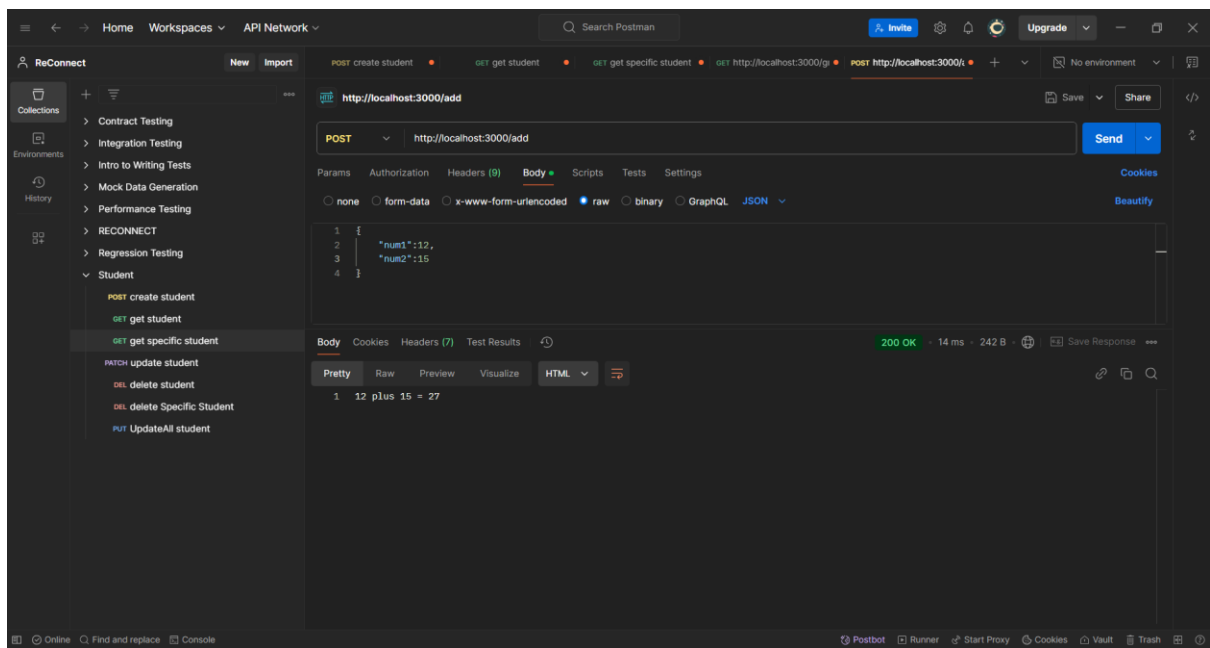 Home Workspaces API Network Search Postman Invite Upgrade
ReConnect New Import POST create student GET get student GET get specific student GET http://localhost:3000/g POST http://localhost:3000/a No environment
Collections
Environments
History
Contract Testing
Integration Testing
Intro to Writing Tests
Mock Data Generation
Performance Testing
RECONNECT
Regression Testing
Student
POST create student
GET get student
GET get specific student
PATCH update student
DEL delete student
DEL delete Specific Student
PUT UpdateAll student
HTTP http://localhost:3000/add Save Share
POST http://localhost:3000/add Send
Params Authorization Headers (9) Body Scripts Tests Settings Cookies
none form-data x-www-form-urlencoded raw binary GraphQL JSON Beautify
1 {
2 "num1":12,
3 "num2":15
4 }
Body Cookies Headers (7) Test Results 200 OK 14 ms 242 B Save Response
Pretty Raw Preview Visualize HTML
1 12 plus 15 = 27
Online Find and replace Console Postbot Runner Start Proxy Cookies Vault Trash